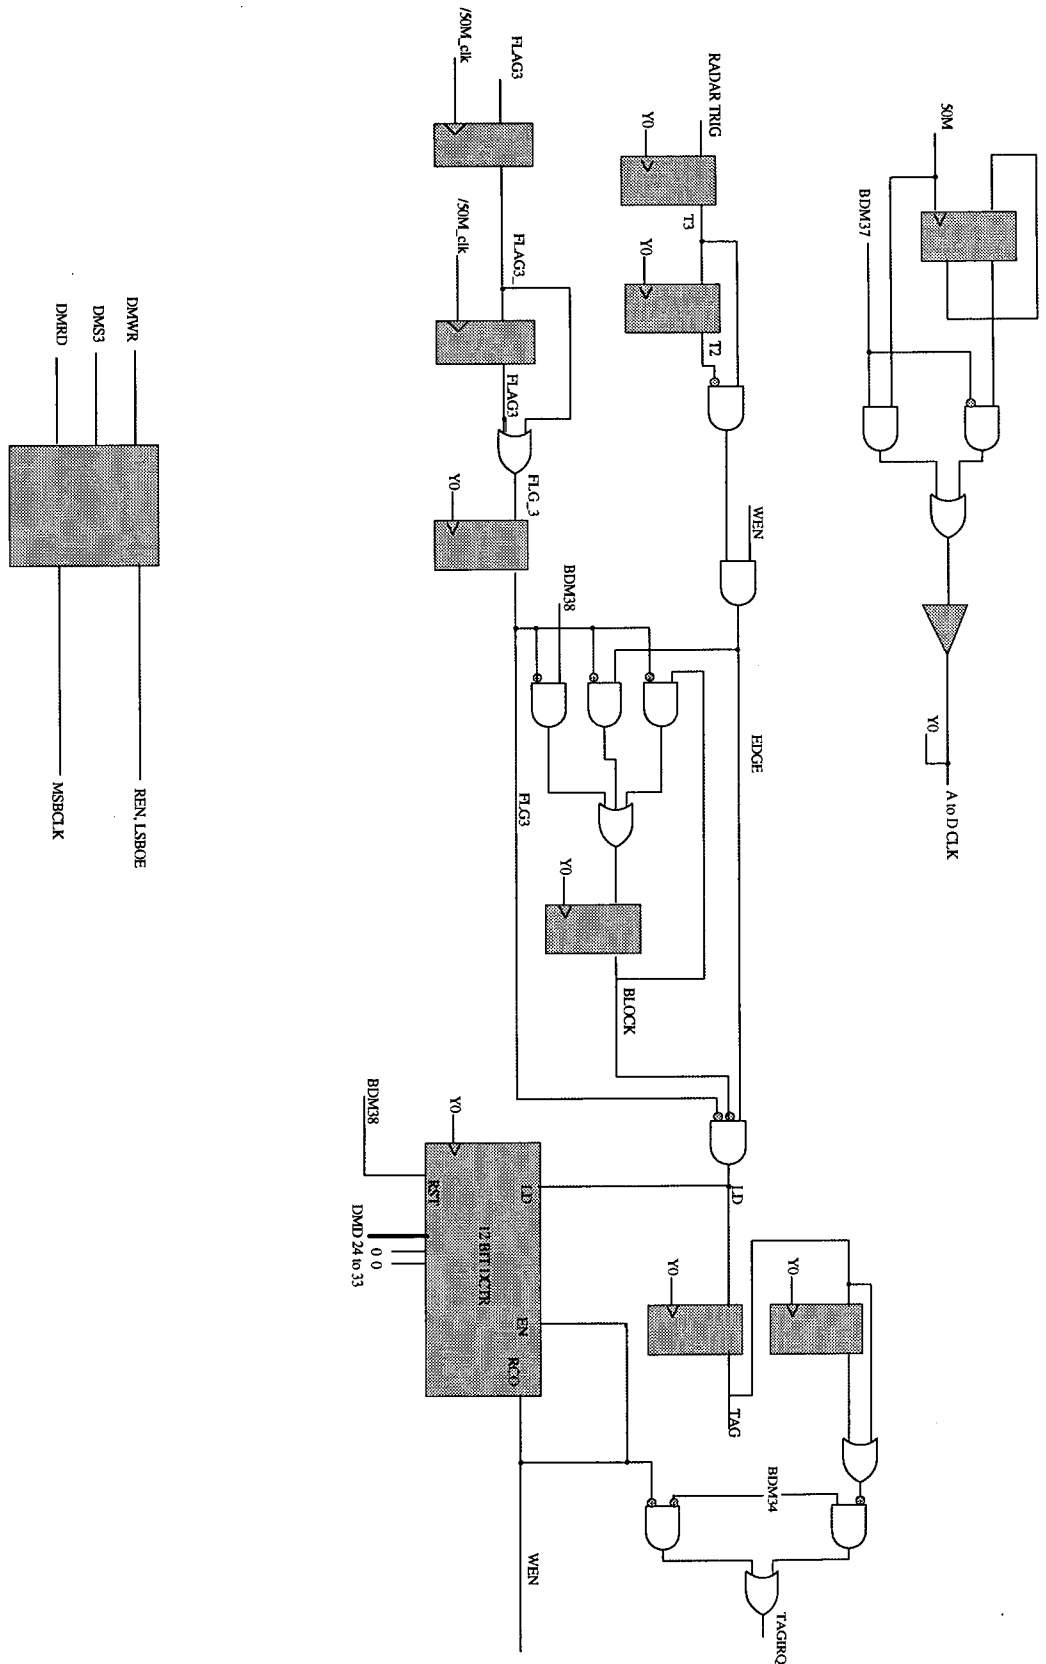 50M
BDM37
Y0
A to D CLK
RADAR TRIG
Y0
T3
Y0
T2
WEN
EDGE
LD
Y0
TAG
Y0
BDM34
TAGIRQ
FLAG3
/50M_clk
FLAG3_
/50M_clk
FLAG3
FLG_3
Y0
BDM38
FLG3
Y0
BLOCK
BDM38
Y0
RST
LD
12 BIT DCTR
EN
RCO
DMD 24 to 33
0 0
WEN
DMWR
DMS3
DMRD
REN, LSBOE
MSBCLK